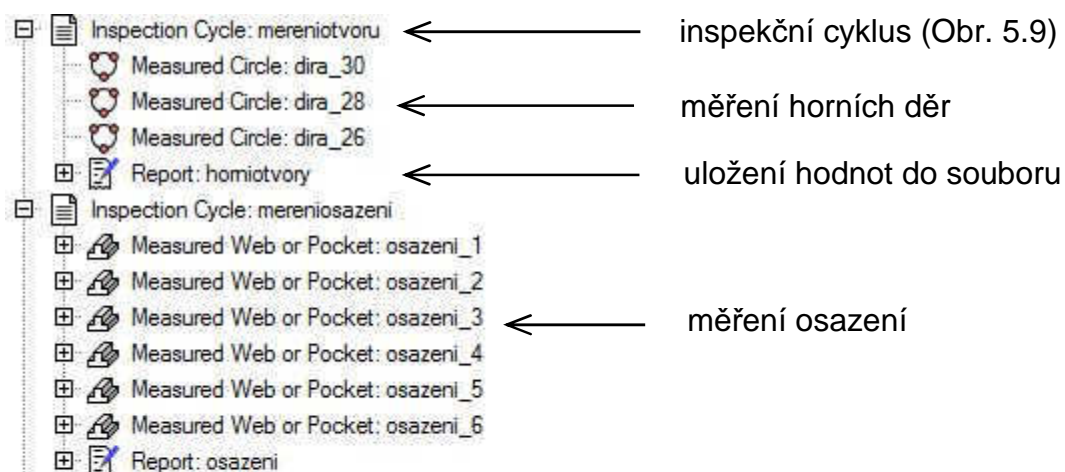 Inspection Cycle: mereniotvoru inspekční cyklus (Obr. 5.9)
Measured Circle: dira_30
Measured Circle: dira_28 měření horních děr
Measured Circle: dira_26
Report: horniotvory uložení hodnot do souboru
Inspection Cycle: mereniosazeni
Measured Web or Pocket: osazeni_1
Measured Web or Pocket: osazeni_2
Measured Web or Pocket: osazeni_3 měření osazení
Measured Web or Pocket: osazeni_4
Measured Web or Pocket: osazeni_5
Measured Web or Pocket: osazeni_6
Report: osazeni